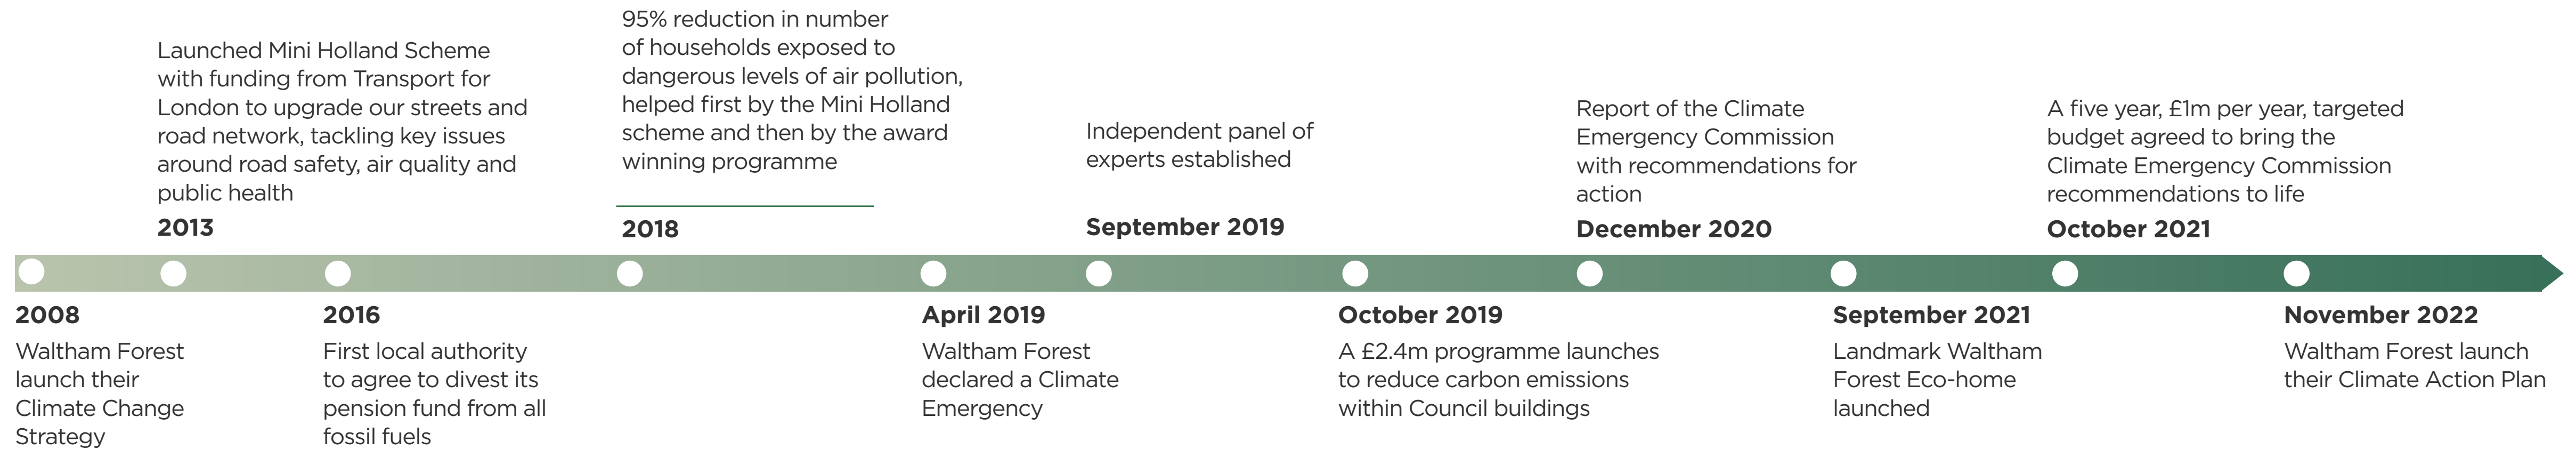 Launched Mini Holland Scheme
with funding from Transport for
London to upgrade our streets and
road network, tackling key issues
around road safety, air quality and
public health
2013
95% reduction in number
of households exposed to
dangerous levels of air pollution,
helped first by the Mini Holland
scheme and then by the award
winning programme
2018
Independent panel of
experts established
September 2019
Report of the Climate
Emergency Commission
with recommendations for
action
December 2020
A five year, £1m per year, targeted
budget agreed to bring the
Climate Emergency Commission
recommendations to life
October 2021
2008
Waltham Forest
launch their
Climate Change
Strategy
2016
First local authority
to agree to divest its
pension fund from all
fossil fuels
April 2019
Waltham Forest
declared a Climate
Emergency
October 2019
A £2.4m programme launches
to reduce carbon emissions
within Council buildings
September 2021
Landmark Waltham
Forest Eco-home
launched
November 2022
Waltham Forest launch
their Climate Action Plan